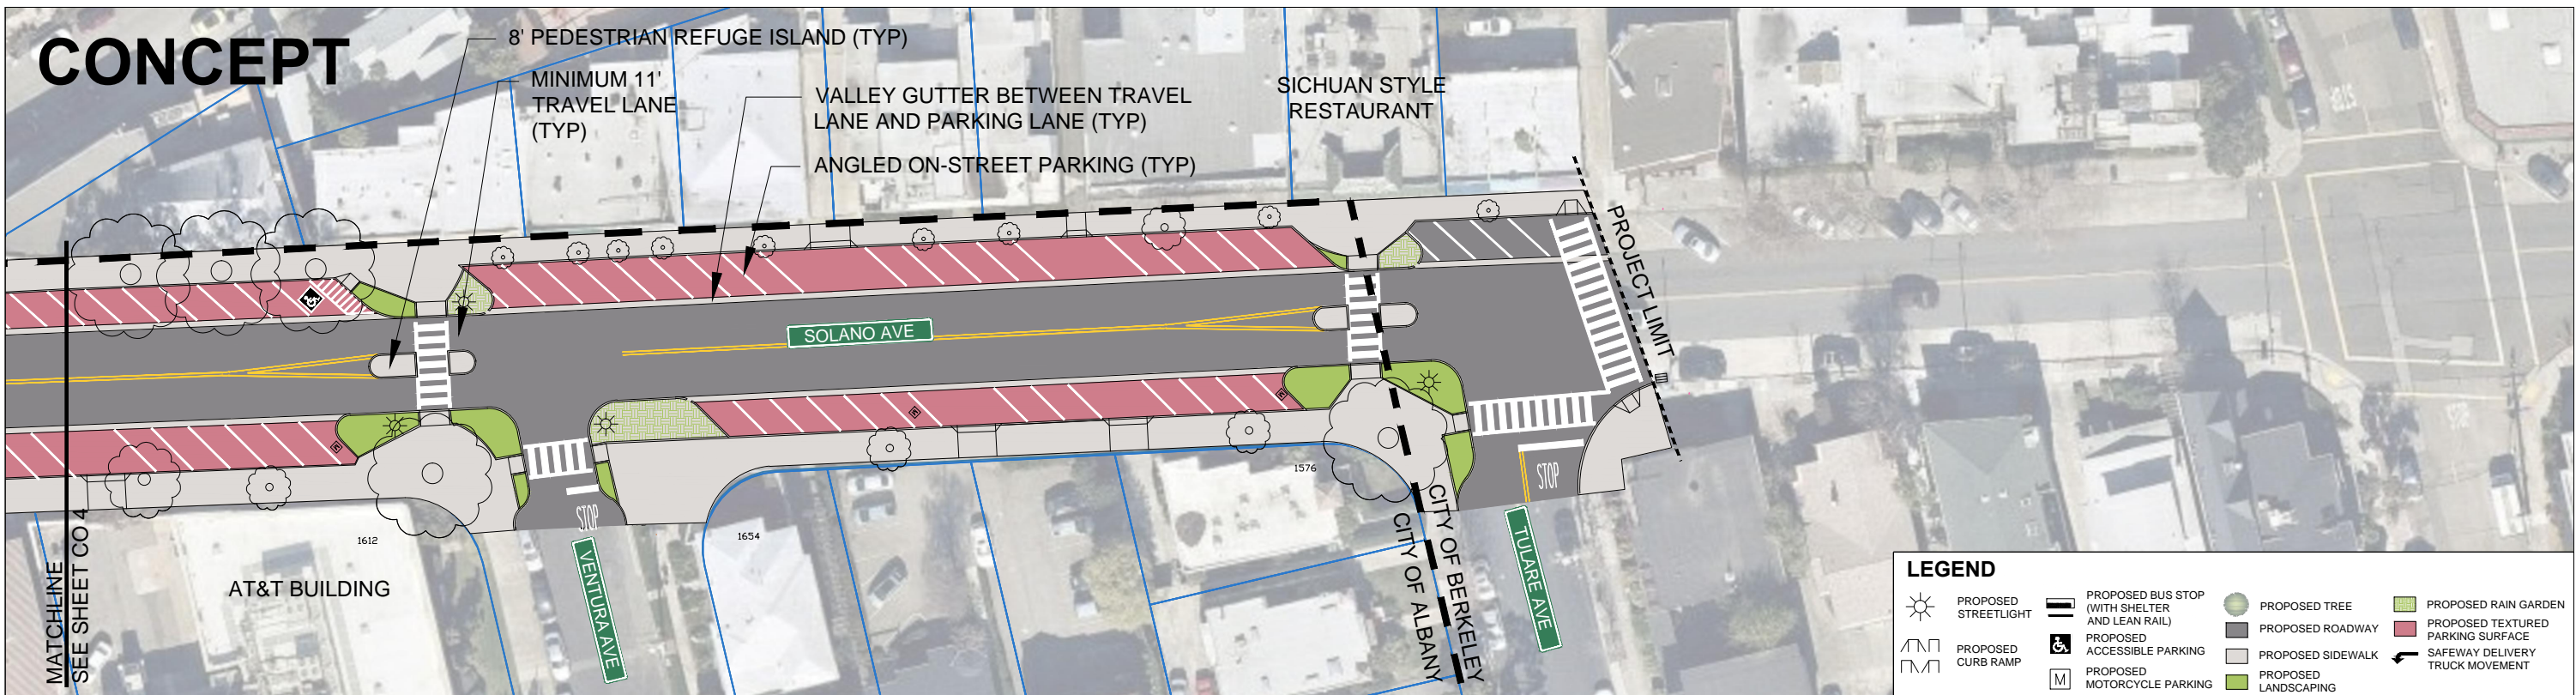 CONCEPT
8' PEDESTRIAN REFUGE ISLAND (TYP)
MINIMUM 11'
TRAVEL LANE
(TYP)
VALLEY GUTTER BETWEEN TRAVEL
LANE AND PARKING LANE (TYP)
ANGLED ON-STREET PARKING (TYP)
SICHUAN STYLE
RESTAURANT
PROJECT LIMIT
STOP
SOLANO AVE
STOP
STOP
1612
1654
1576
MATCHLINE
SEE SHEET CO 4
AT&T BUILDING
VENTURA AVE
CITY OF ALBANY
CITY OF BERKELEY
TULARE AVE
LEGEND
PROPOSED
STREETLIGHT
PROPOSED
CURB RAMP
PROPOSED BUS STOP
(WITH SHELTER
AND LEAN RAIL)
PROPOSED
ACCESSIBLE PARKING
M
PROPOSED
MOTORCYCLE PARKING
PROPOSED TREE
PROPOSED ROADWAY
PROPOSED SIDEWALK
PROPOSED
LANDSCAPING
PROPOSED RAIN GARDEN
PROPOSED TEXTURED
PARKING SURFACE
SAFEWAY DELIVERY
TRUCK MOVEMENT